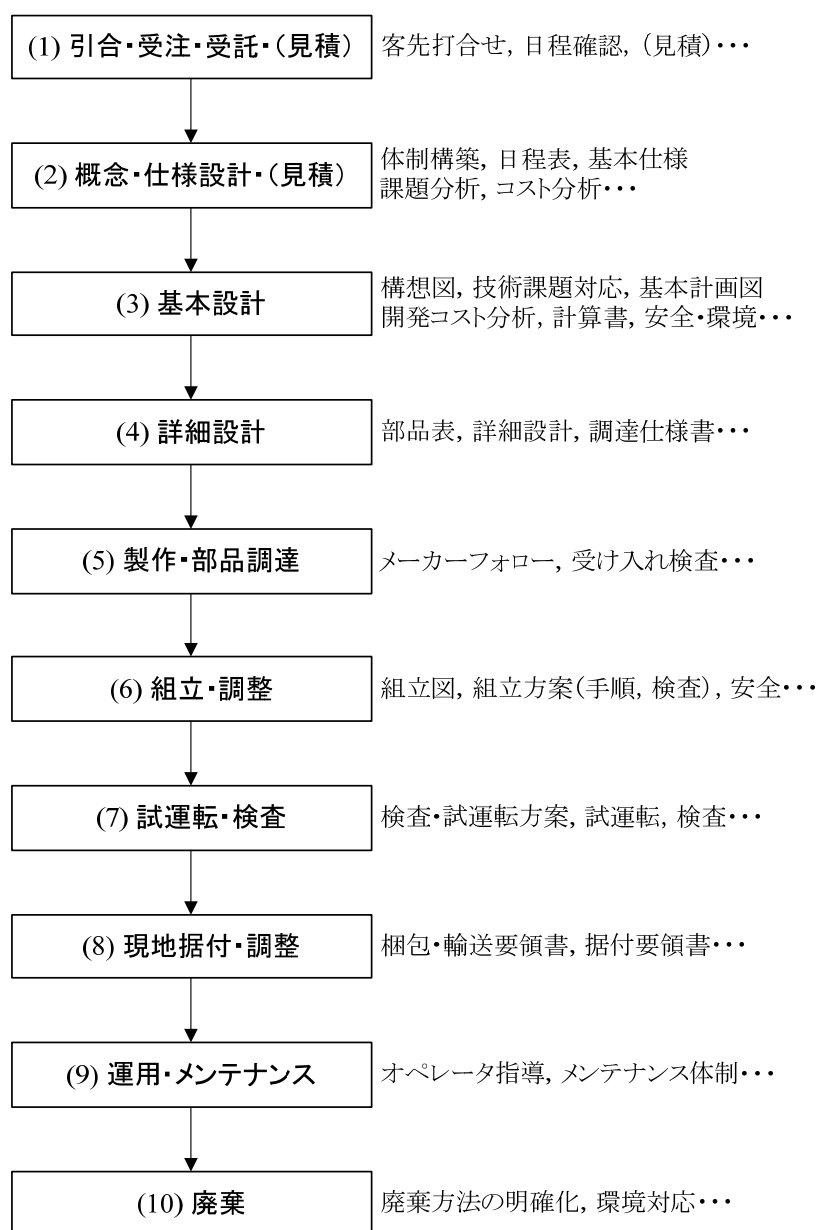 (1) 引合・受注・受託・(見積)
客先打合せ, 日程確認, (見積)・・・
(2) 概念・仕様設計・(見積)
体制構築, 日程表, 基本仕様
課題分析, コスト分析・・・
(3) 基本設計
構想図, 技術課題対応, 基本計画図
開発コスト分析, 計算書, 安全・環境・・・
(4) 詳細設計
部品表, 詳細設計, 調達仕様書・・・
(5) 製作・部品調達
メーカーフォロー, 受け入れ検査・・・
(6) 組立・調整
組立図, 組立方案(手順, 検査), 安全・・・
(7) 試運転・検査
検査・試運転方案, 試運転, 検査・・・
(8) 現地据付・調整
梱包・輸送要領書, 据付要領書・・・
(9) 運用・メンテナンス
オペレータ指導, メンテナンス体制・・・
(10) 廃棄
廃棄方法の明確化, 環境対応・・・